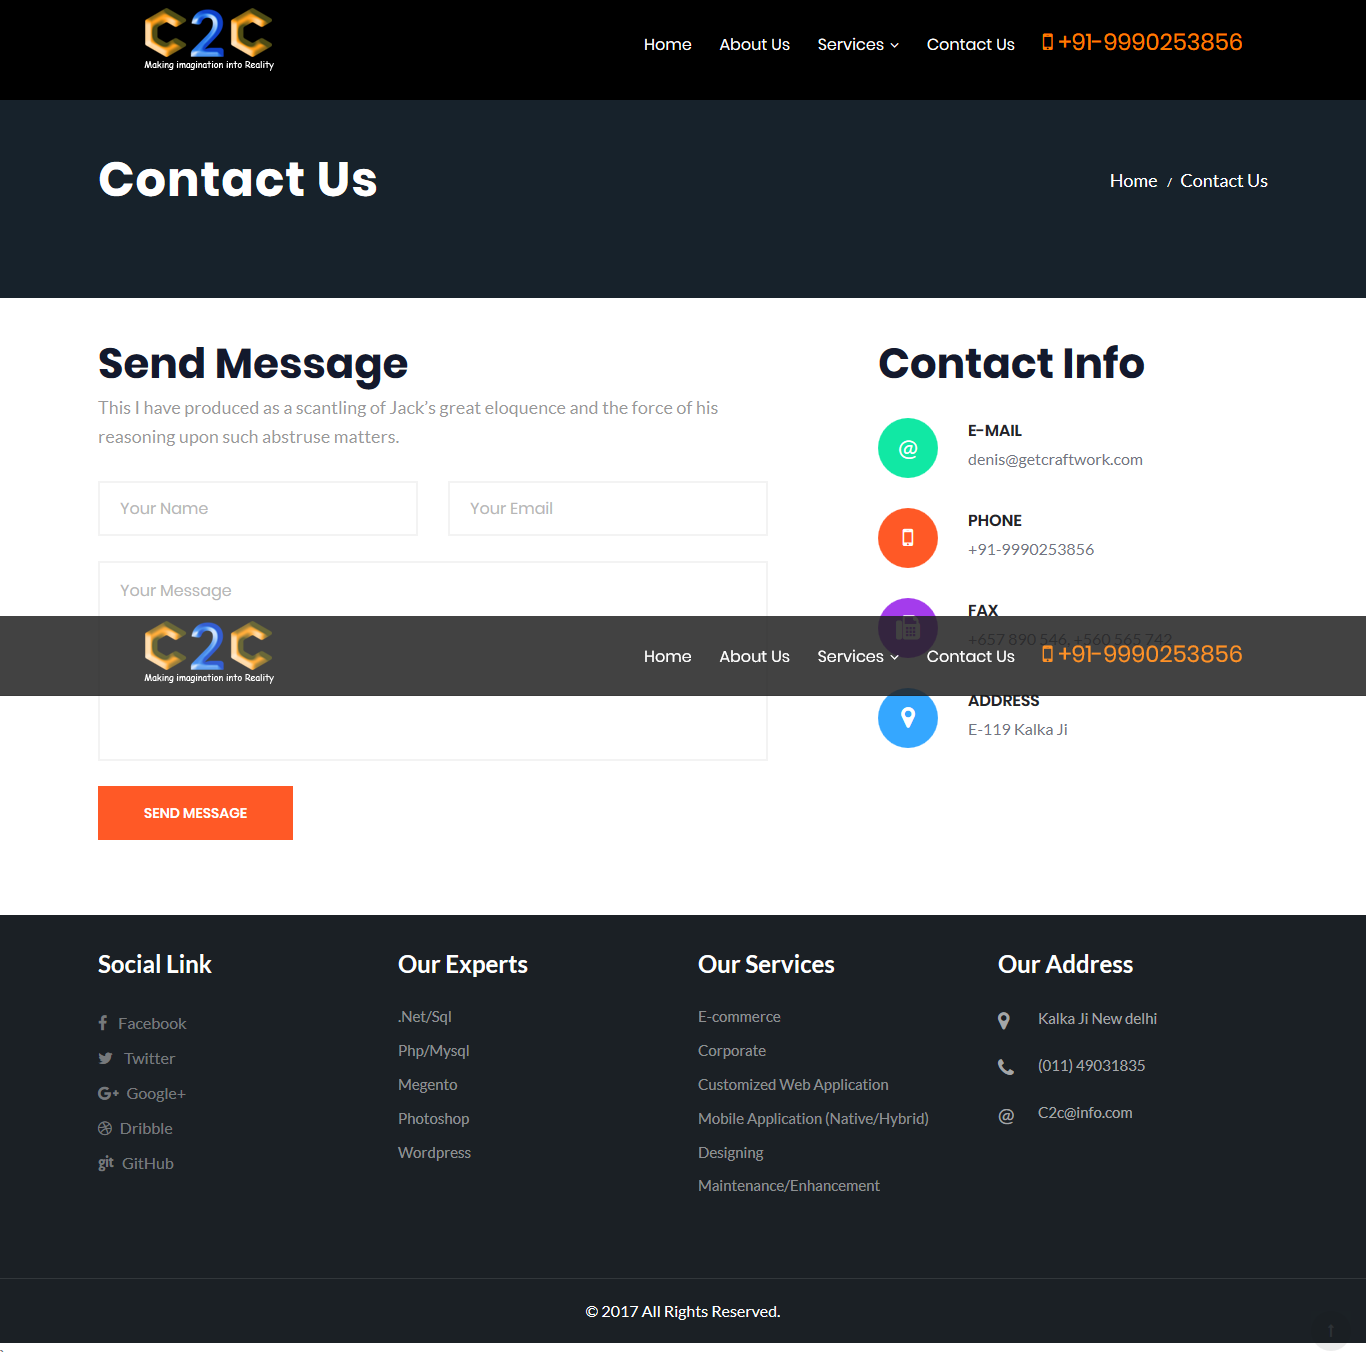 C2C
Making imagination into Reality
Home About Us Services Contact Us +91-9990253856
Contact Us
Home / Contact Us
Send Message
This I have produced as a scantling of Jack’s great eloquence and the force of his
reasoning upon such abstruse matters.
Your Name
Your Email
Your Message
Contact Info
E-MAIL
denis@getcraftwork.com
PHONE
+91-9990253856
FAX
+657 890 546, +560 565 742
C2C
Making imagination into Reality
Home About Us Services Contact Us +91-9990253856
ADDRESS
E-119 Kalka Ji
SEND MESSAGE
Social Link
Facebook
Twitter
Google+
Dribble
git GitHub
Our Experts
.Net/Sql
Php/Mysql
Megento
Photoshop
Wordpress
Our Services
E-commerce
Corporate
Customized Web Application
Mobile Application (Native/Hybrid)
Designing
Maintenance/Enhancement
Our Address
Kalka Ji New delhi
(011) 49031835
@ C2c@info.com
© 2017 All Rights Reserved.
`